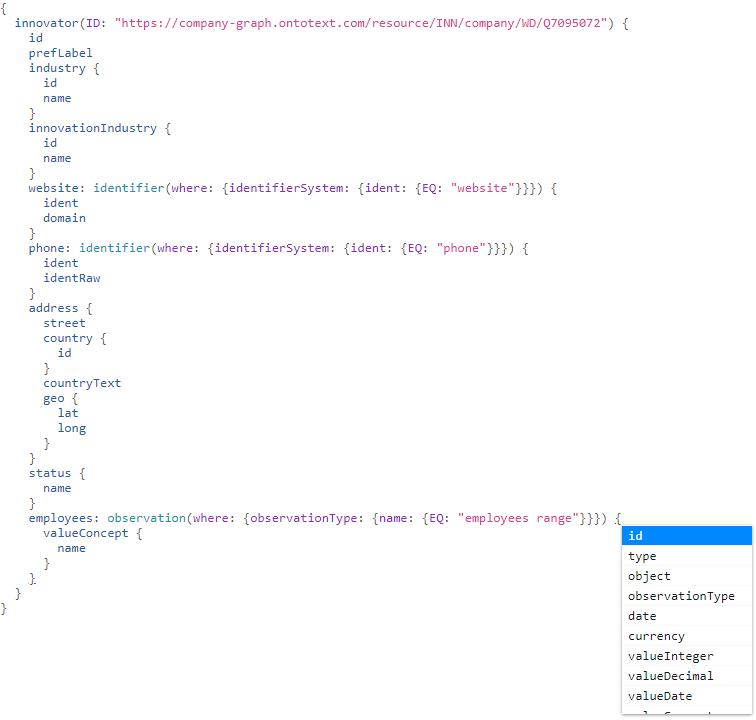 {
  innovator(ID: "https://company-graph.ontotext.com/resource/INN/company/WD/Q7095072") {
    id
    prefLabel
    industry {
      id
      name
    }
    innovationIndustry {
      id
      name
    }
    website: identifier(where: {identifierSystem: {ident: {EQ: "website"}}}) {
      ident
      domain
    }
    phone: identifier(where: {identifierSystem: {ident: {EQ: "phone"}}}) {
      ident
      identRaw
    }
    address {
      street
      country {
        id
      }
      countryText
      geo {
        lat
        long
      }
    }
    status {
      name
    }
    employees: observation(where: {observationType: {name: {EQ: "employees range"}}}) {
      valueConcept {
        name
      }
    }
  }
}
id
type
object
observationType
date
currency
valueInteger
valueDecimal
valueDate